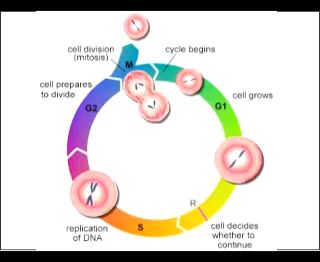 cell division
(mitosis)
M
cycle begins
cell prepares
to divide
G2
G1
cell grows
R
replication
of DNA
S
cell decides
whether to
continue